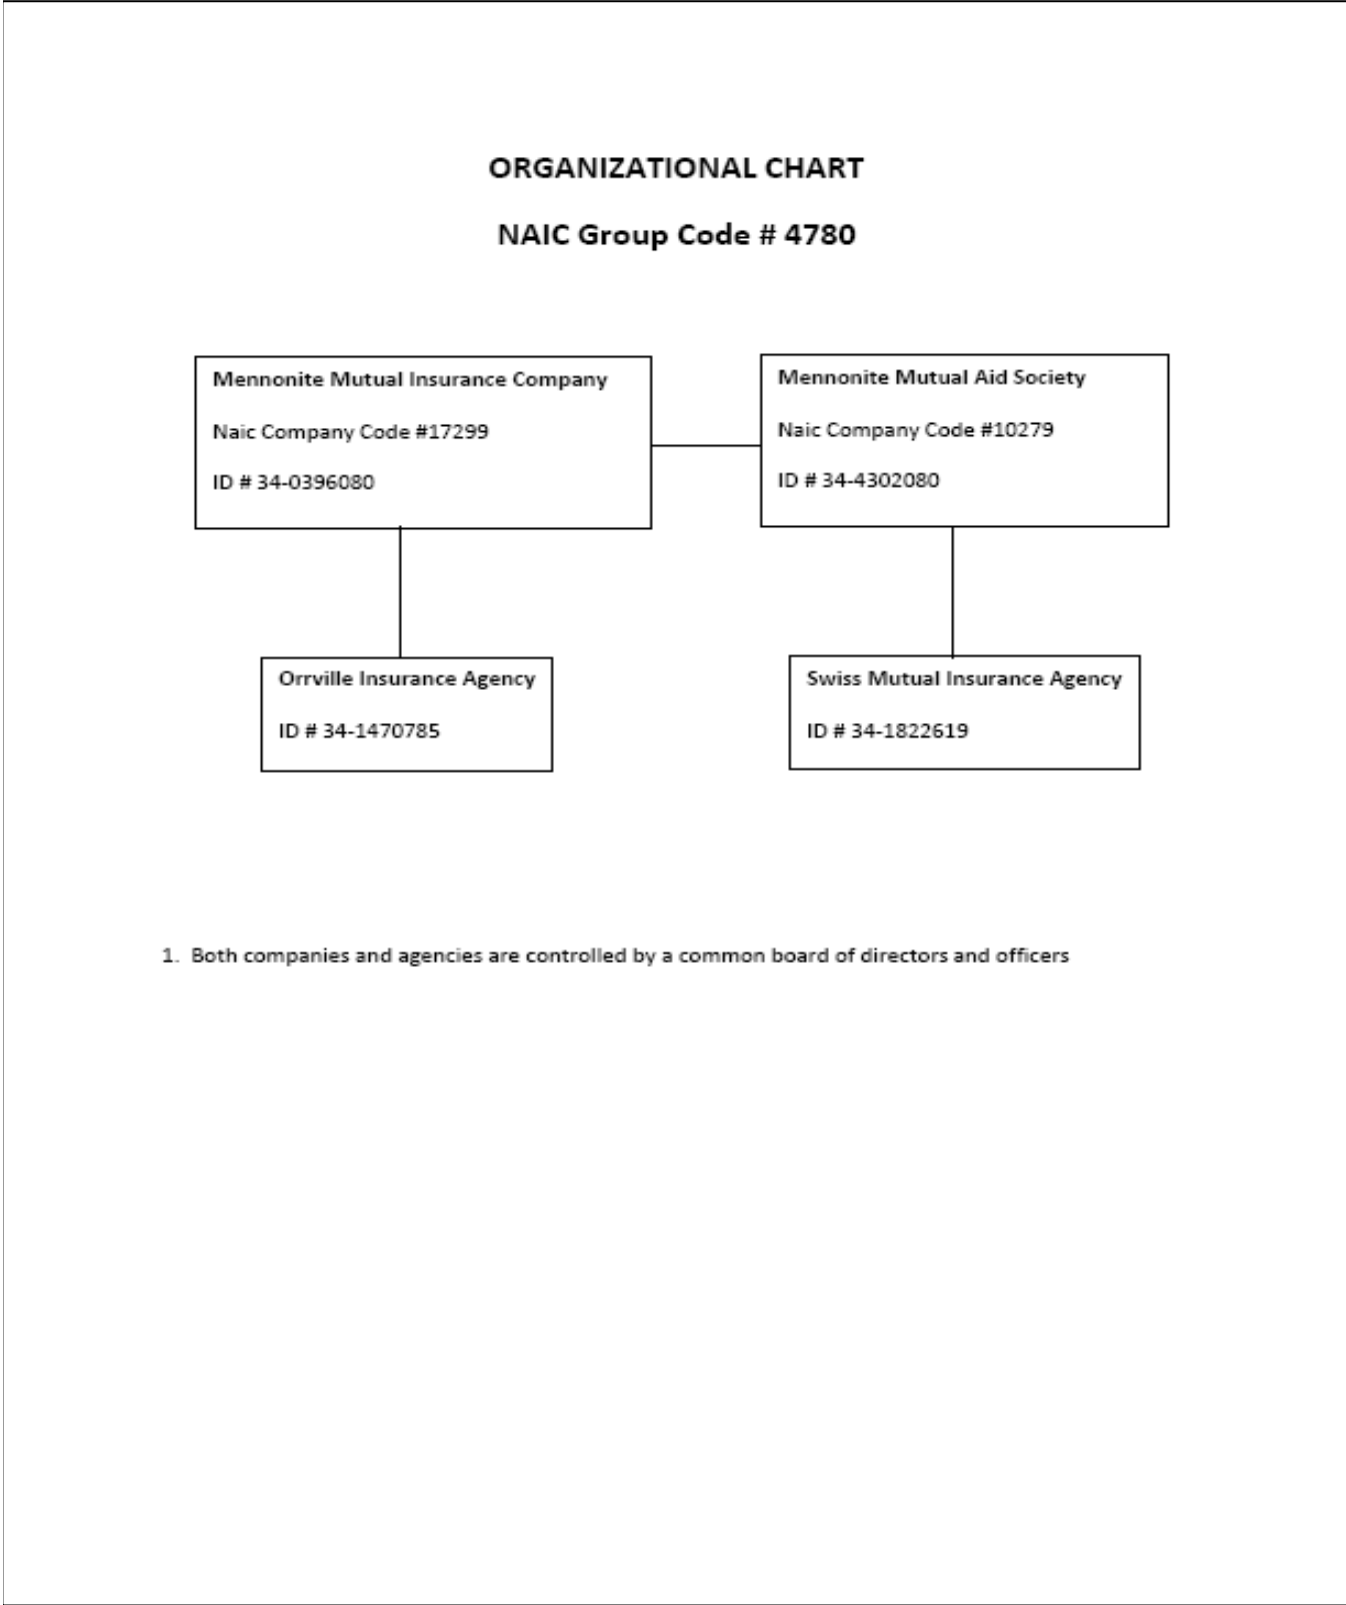 ORGANIZATIONAL CHART
NAIC Group Code # 4780
Mennonite Mutual Insurance Company
Naic Company Code #17299
ID # 34-0396080
Mennonite Mutual Aid Society
Naic Company Code #10279
ID # 34-4302080
Orrville Insurance Agency
ID # 34-1470785
Swiss Mutual Insurance Agency
ID # 34-1822619
1. Both companies and agencies are controlled by a common board of directors and officers